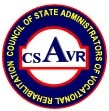 COUNCIL OF STATE ADMINISTRATORS
OF VOCATIONAL REHABILITATION
CSAVR